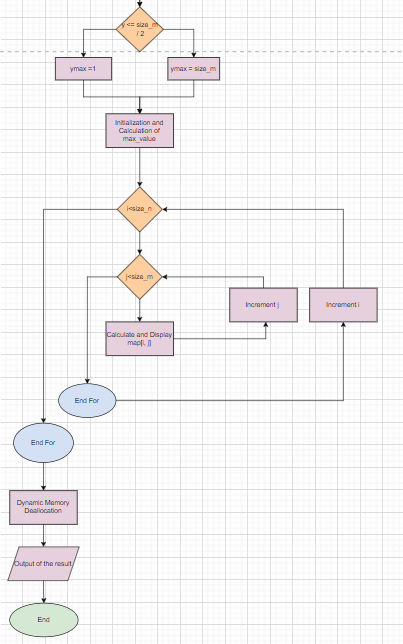 y <= size_m
/ 2
ymax =1
ymax = size_m
Initialization and
Calculation of
max_value
i<size_n
j<size_m
Increment j
Increment i
Calculate and Display
map[i, j]
End For
End For
Dynamic Memory
Deallocation
Output of the result
End